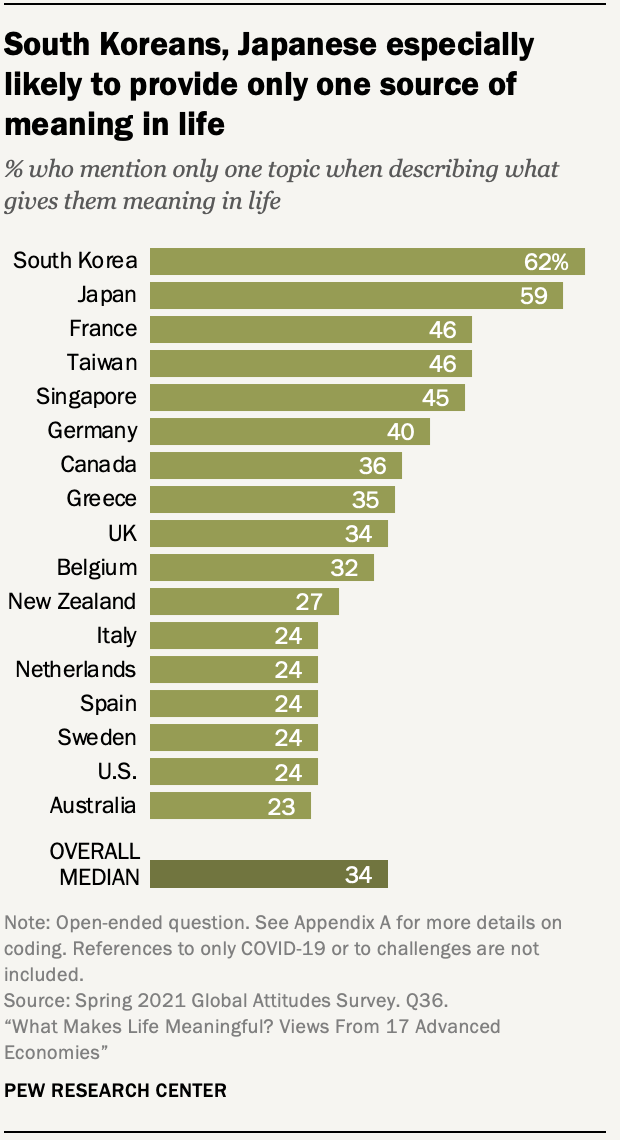 South Koreans, Japanese especially
likely to provide only one source of
meaning in life
% who mention only one topic when describing what
gives them meaning in life
South Korea 62%
Japan 59
France 46
Taiwan 46
Singapore 45
Germany 40
Canada 36
Greece 35
UK 34
Belgium 32
New Zealand 27
Italy 24
Netherlands 24
Spain 24
Sweden 24
U.S. 24
Australia 23
OVERALL
MEDIAN 34
Note: Open-ended question. See Appendix A for more details on
coding. References to only COVID-19 or to challenges are not
included.
Source: Spring 2021 Global Attitudes Survey. Q36.
“What Makes Life Meaningful? Views From 17 Advanced
Economies”
PEW RESEARCH CENTER